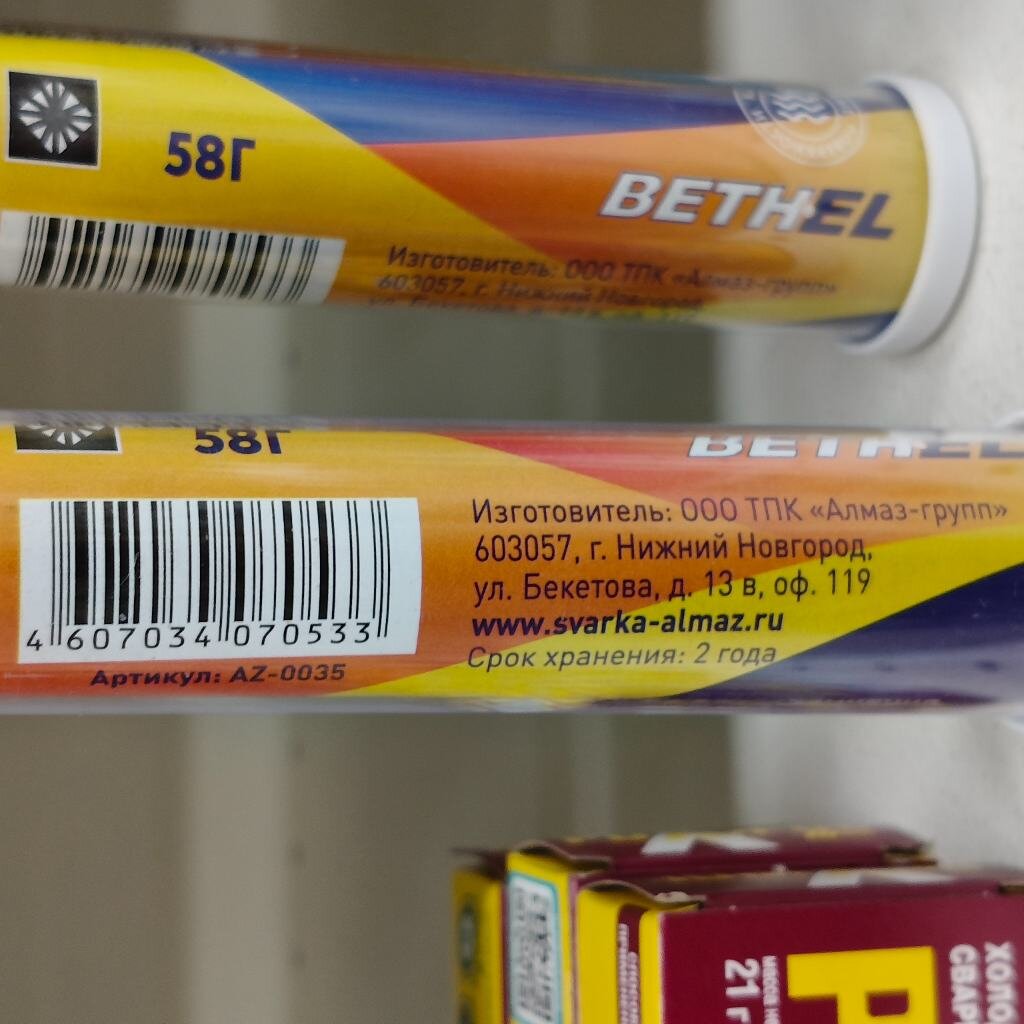 58Г
BETHEL
Изготовитель: ООО ТПК «Алмаз-групп»
603057, г. Нижний Новгород
58Г
BETHEL
Изготовитель: ООО ТПК «Алмаз-групп»
603057, г. Нижний Новгород,
ул. Бекетова, д. 13 в, оф. 119
www.svarka-almaz.ru
Срок хранения: 2 года
4 607034 070533
Артикул: AZ-0035
21 г